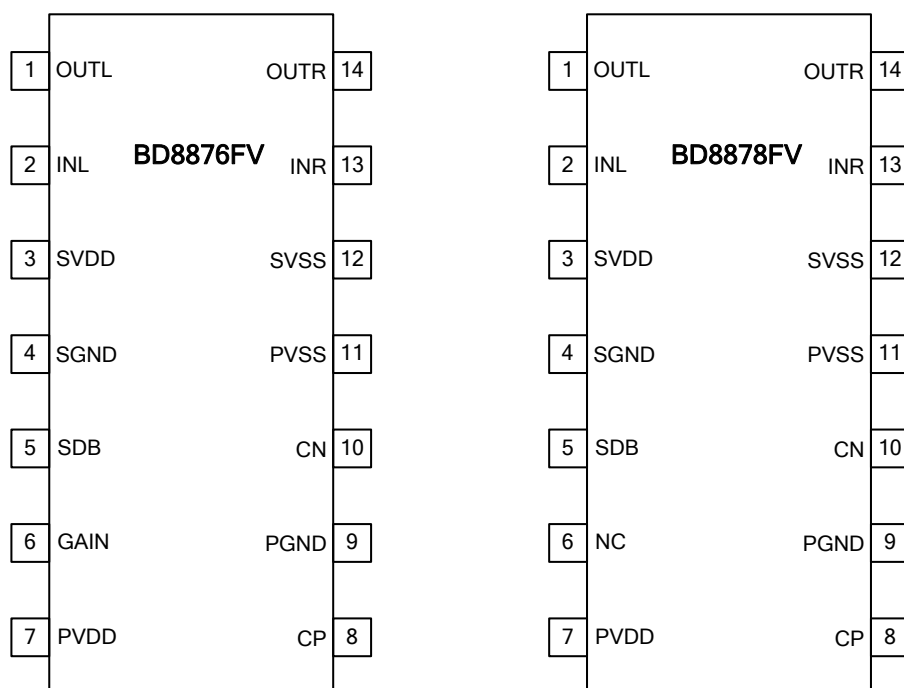 BD8876FV
1 OUTL OUTR 14
2 INL INR 13
3 SVDD SVSS 12
4 SGND PVSS 11
5 SDB CN 10
6 GAIN PGND 9
7 PVDD CP 8
BD8878FV
1 OUTL OUTR 14
2 INL INR 13
3 SVDD SVSS 12
4 SGND PVSS 11
5 SDB CN 10
6 NC PGND 9
7 PVDD CP 8